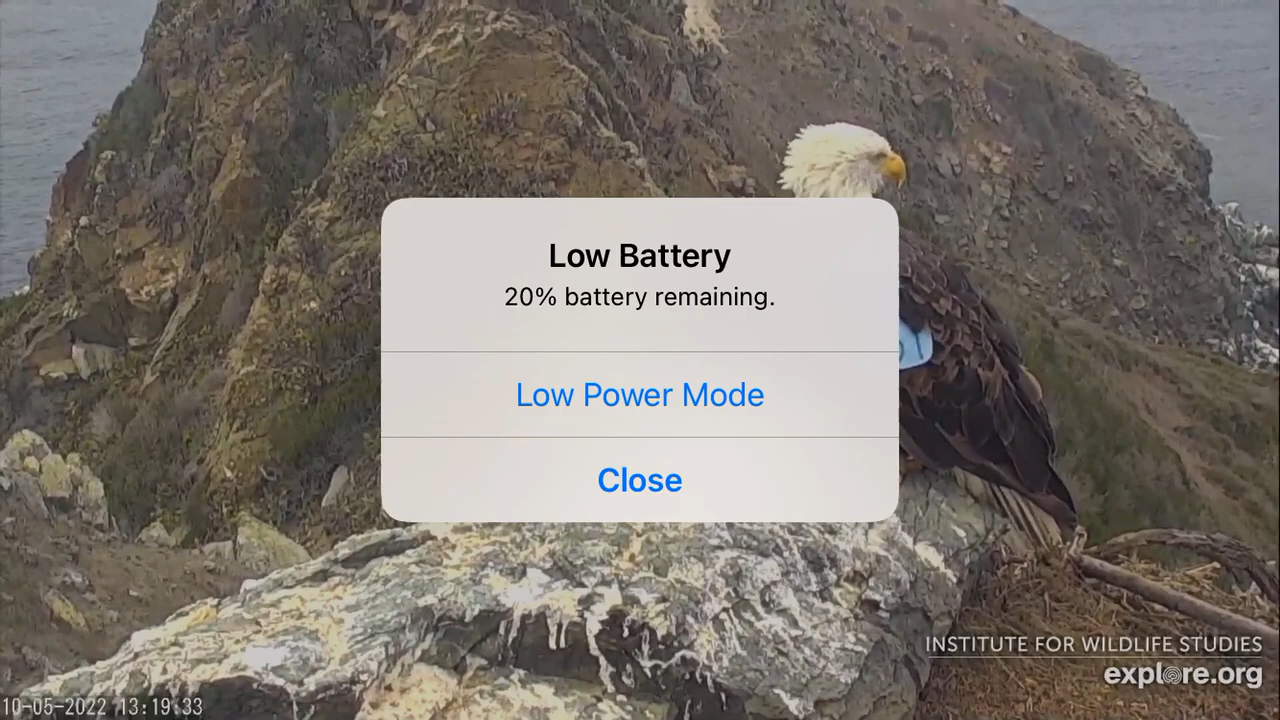 Low Battery
20% battery remaining.
Low Power Mode
Close
INSTITUTE FOR WILDLIFE STUDIES
explore.org
10-05-2022 13:19:33